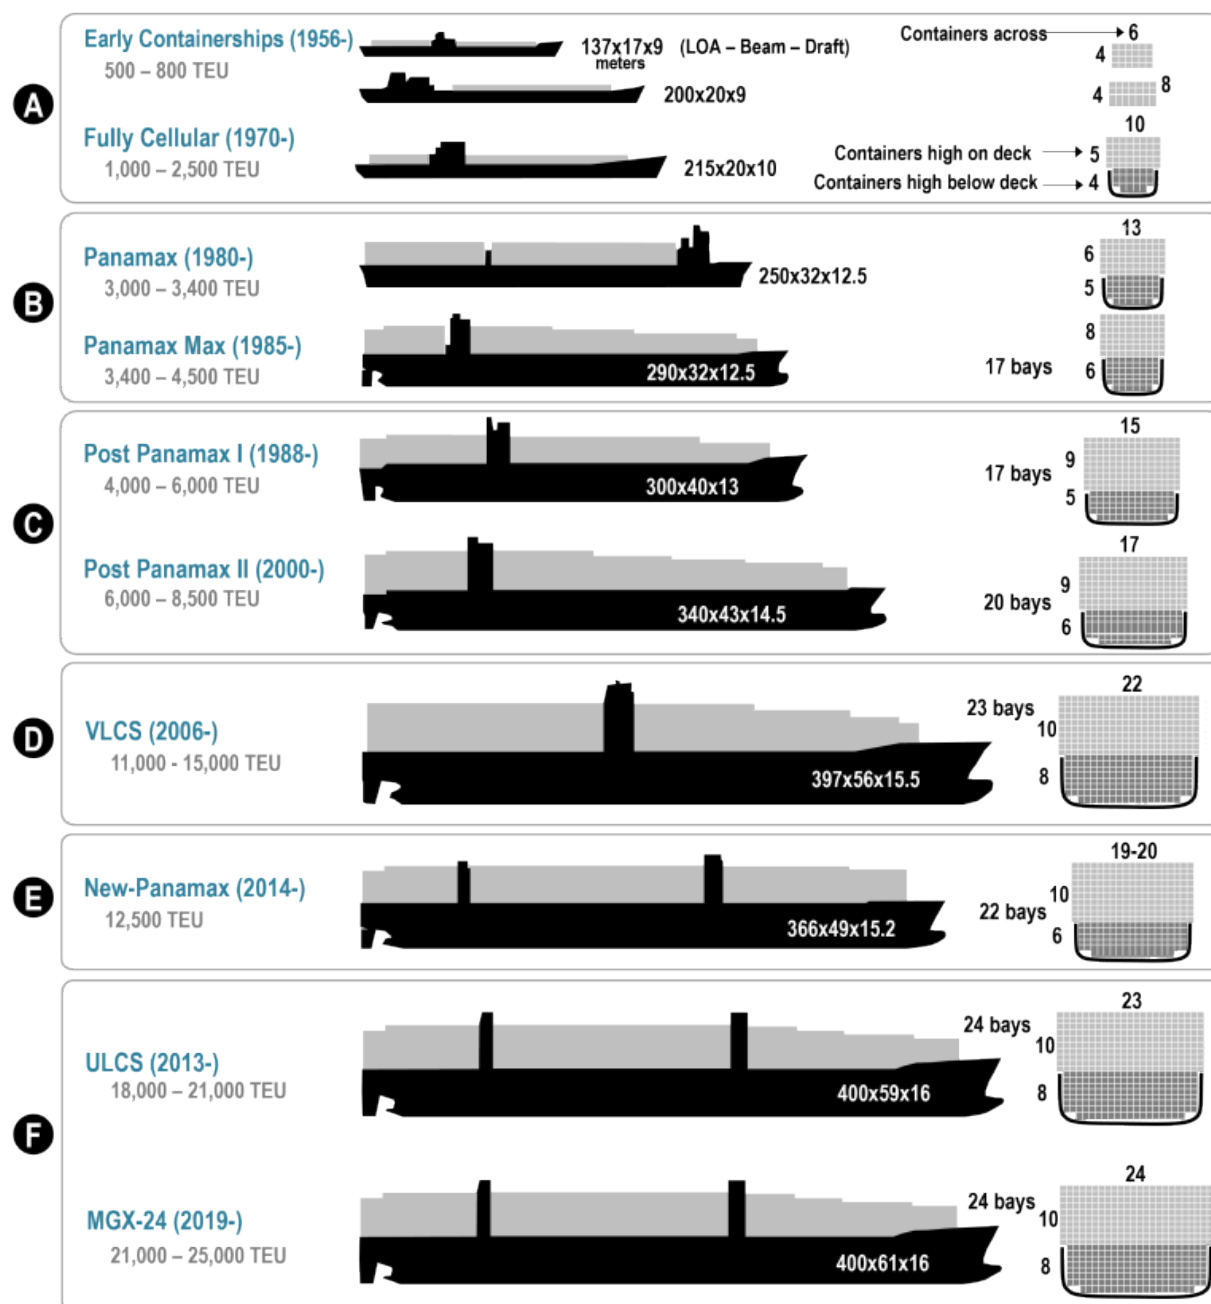 A
Early Containerships (1956-)
500 – 800 TEU
137x17x9 (LOA – Beam – Draft)
meters
Containers across
6
4
200x20x9
4
8
Fully Cellular (1970-)
1,000 – 2,500 TEU
215x20x10
10
Containers high on deck
5
Containers high below deck
4
B
Panamax (1980-)
3,000 – 3,400 TEU
250x32x12.5
13
6
5
Panamax Max (1985-)
3,400 – 4,500 TEU
290x32x12.5
17 bays
8
6
C
Post Panamax I (1988-)
4,000 – 6,000 TEU
300x40x13
17 bays
15
9
5
Post Panamax II (2000-)
6,000 – 8,500 TEU
340x43x14.5
20 bays
17
9
6
D
VLCS (2006-)
11,000 - 15,000 TEU
397x56x15.5
23 bays
22
10
8
E
New-Panamax (2014-)
12,500 TEU
366x49x15.2
22 bays
19-20
10
6
F
ULCS (2013-)
18,000 – 21,000 TEU
400x59x16
24 bays
23
10
8
MGX-24 (2019-)
21,000 – 25,000 TEU
400x61x16
24 bays
24
10
8